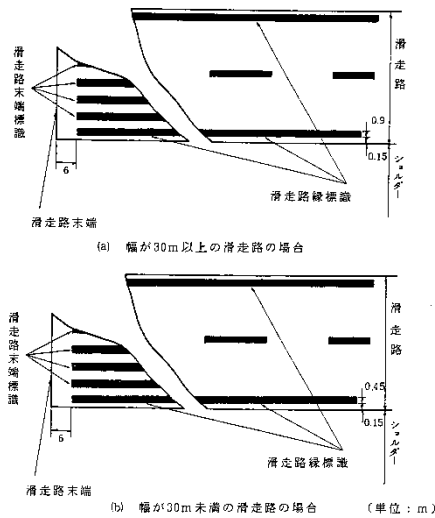 滑走路末端標識
滑走路
0.9
0.15
ショルダー
6
滑走路縁標識
滑走路末端
(a) 幅が30m以上の滑走路の場合
滑走路末端標識
滑走路
0.45
0.15
ショルダー
6
滑走路縁標識
滑走路末端
(b) 幅が30m未満の滑走路の場合 (単位：m)